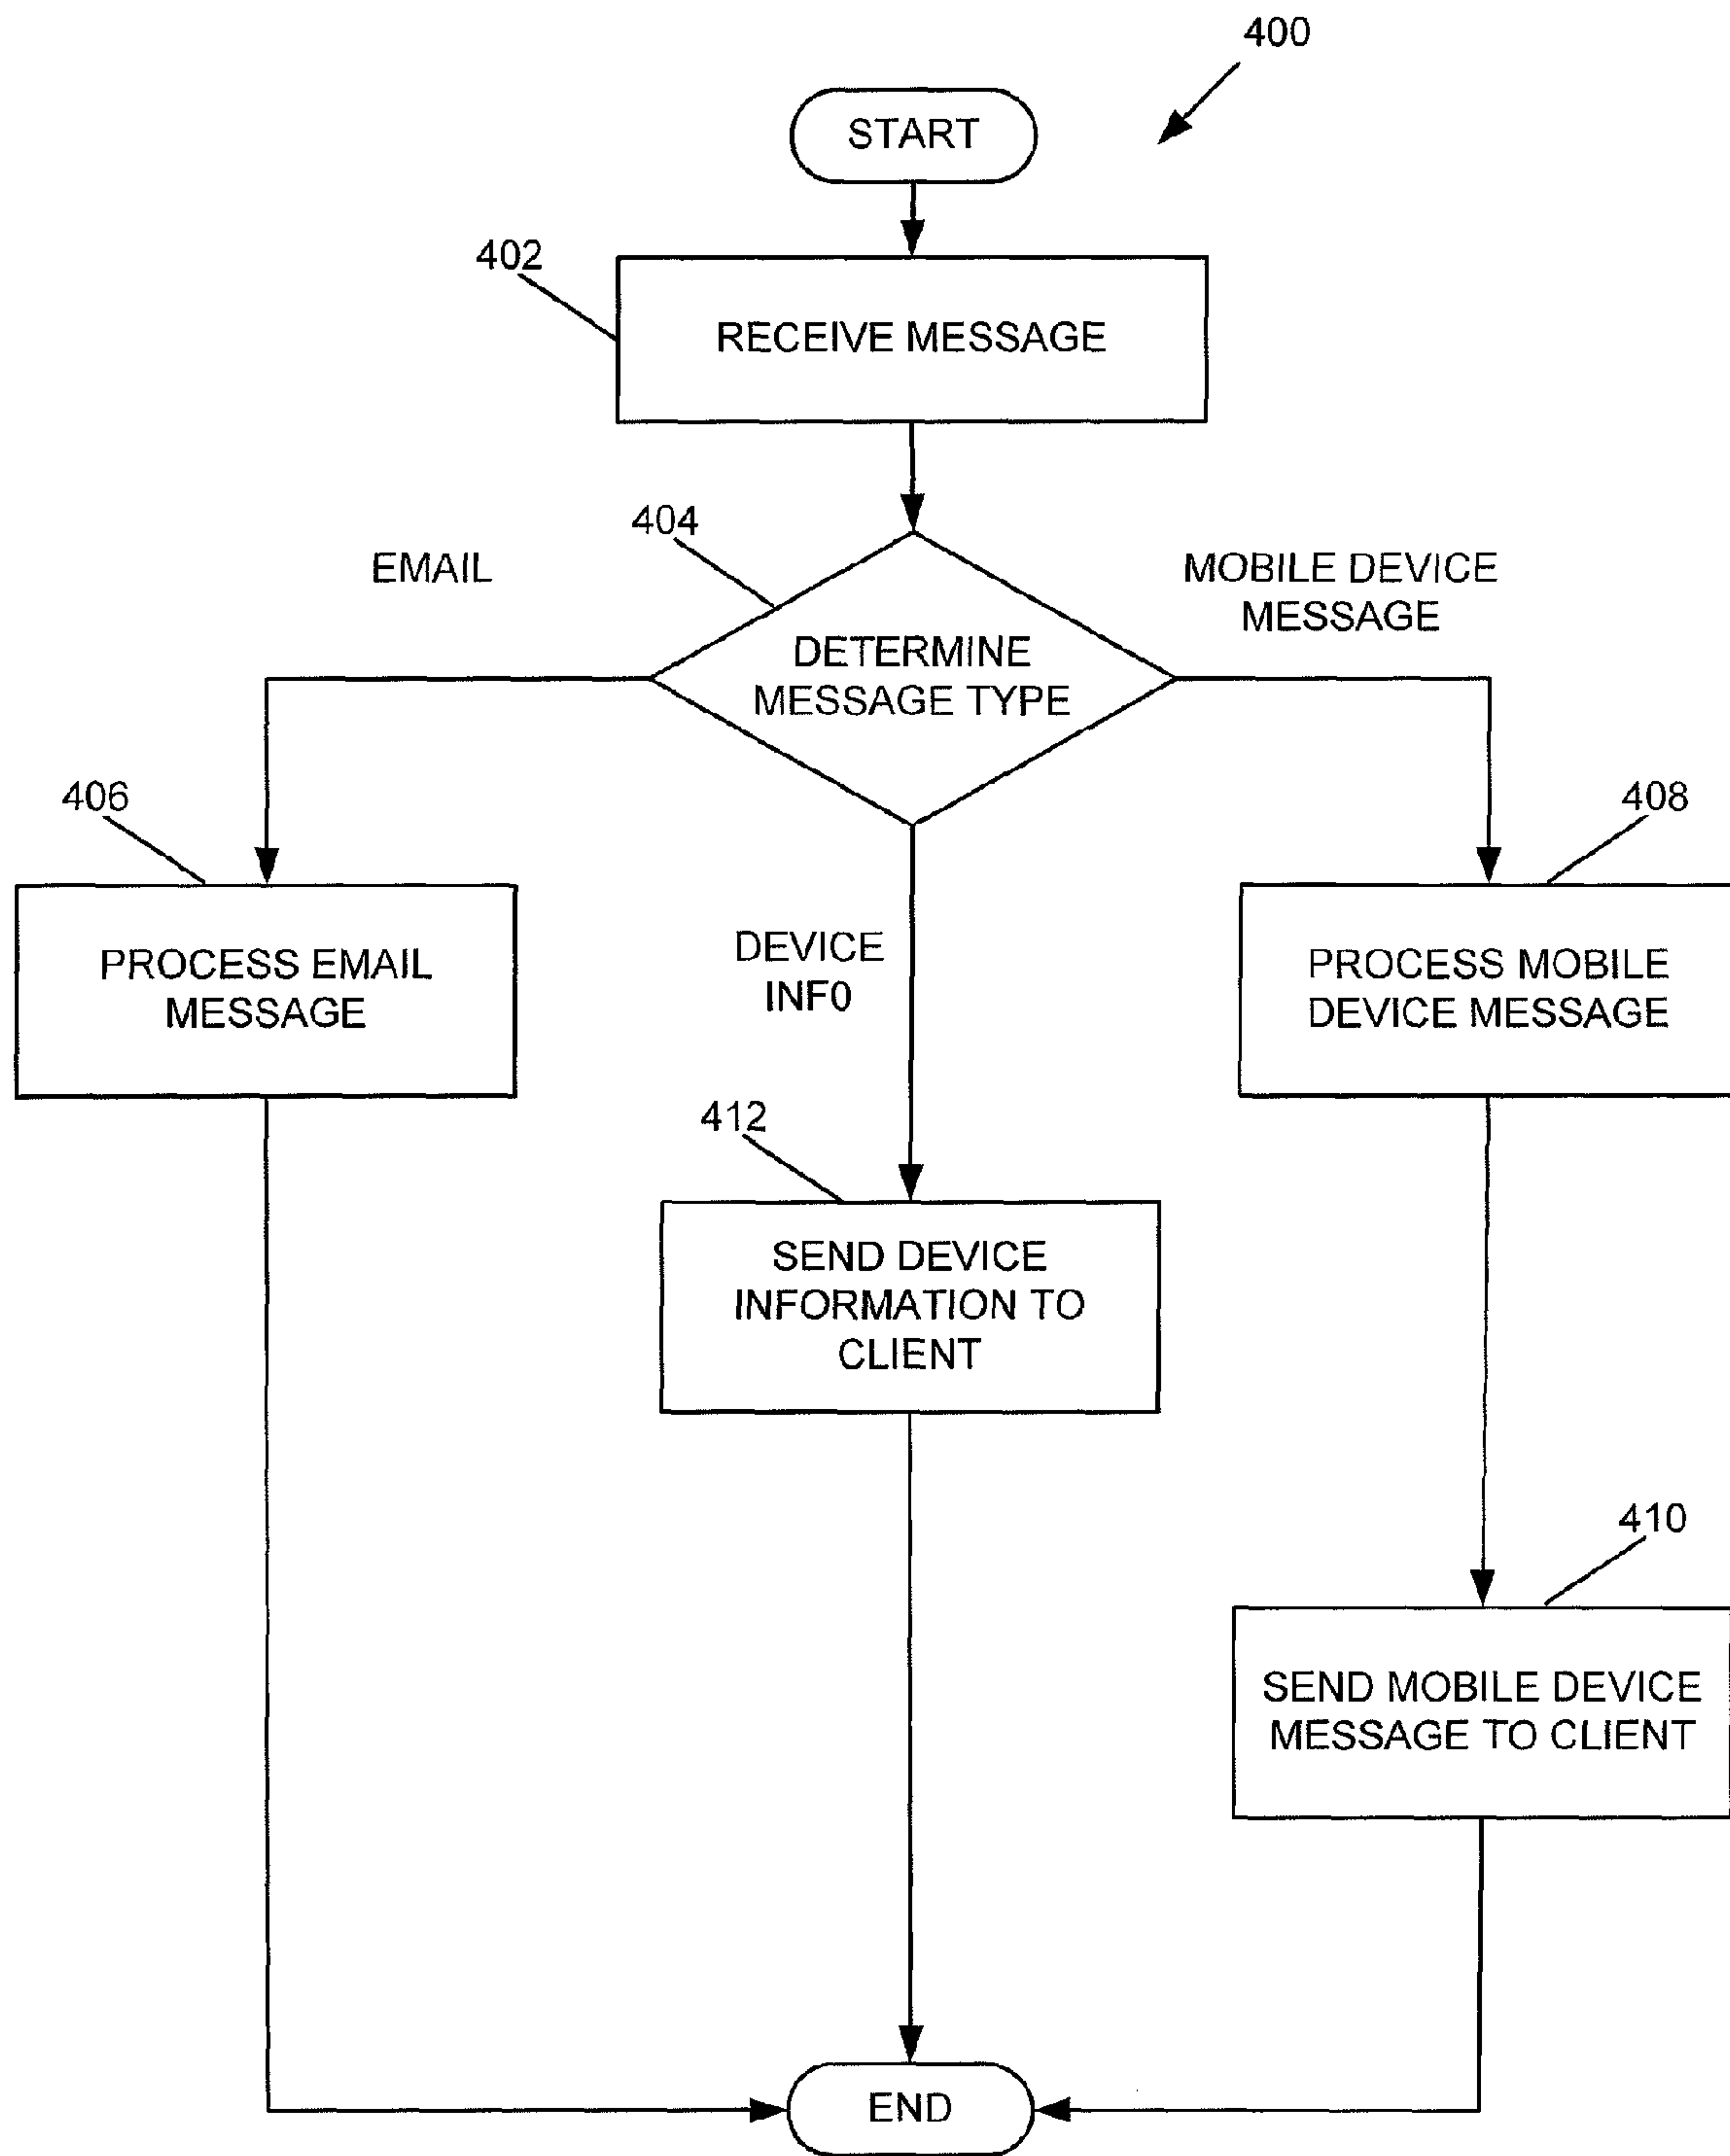 400
START
402
RECEIVE MESSAGE
404
EMAIL
MOBILE DEVICE
MESSAGE
DETERMINE
MESSAGE TYPE
406
408
PROCESS EMAIL
MESSAGE
DEVICE
INF0
PROCESS MOBILE
DEVICE MESSAGE
412
SEND DEVICE
INFORMATION TO
CLIENT
410
SEND MOBILE DEVICE
MESSAGE TO CLIENT
END